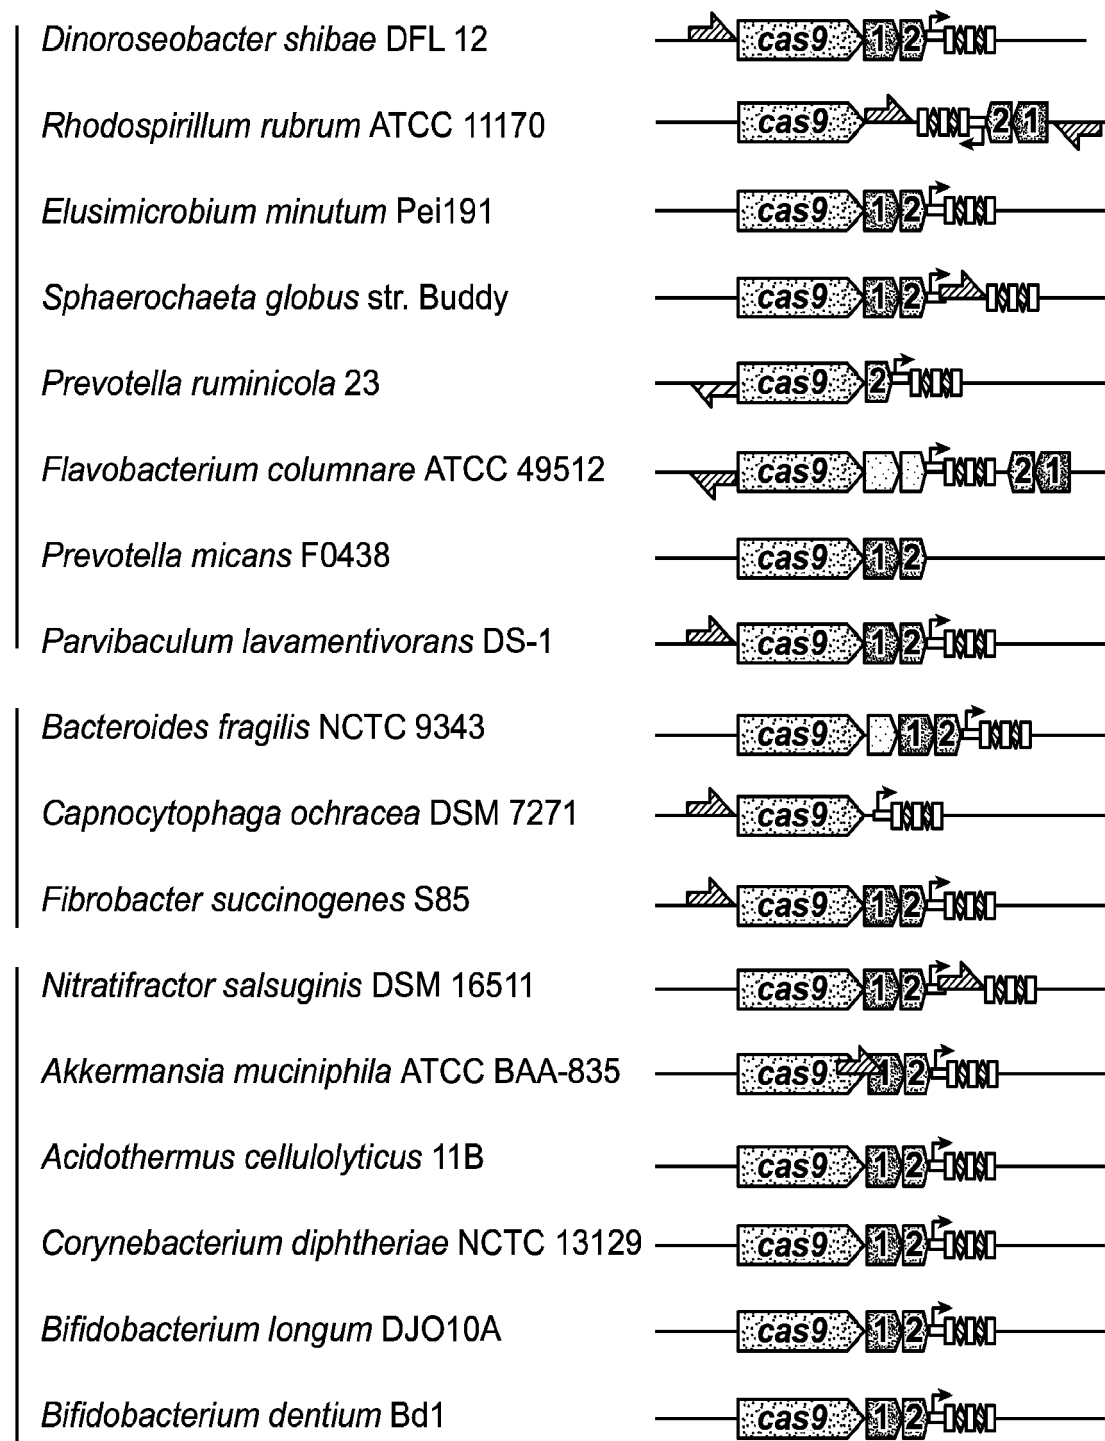 Dinoroseobacter shibae DFL 12 cas9 1 2
Rhodospirillum rubrum ATCC 11170 cas9 2 1
Elusimicrobium minutum Pei191 cas9 1 2
Sphaerochaeta globus str. Buddy cas9 1 2
Prevotella ruminicola 23 cas9 2
Flavobacterium columnare ATCC 49512 cas9 2 1
Prevotella micans F0438 cas9 1 2
Parvibaculum lavamentivorans DS-1 cas9 1 2
Bacteroides fragilis NCTC 9343 cas9 1 2
Capnocytophaga ochracea DSM 7271 cas9
Fibrobacter succinogenes S85 cas9 1 2
Nitratifractor salsuginis DSM 16511 cas9 1 2
Akkermansia muciniphila ATCC BAA-835 cas9 1 2
Acidothermus cellulolyticus 11B cas9 1 2
Corynebacterium diphtheriae NCTC 13129 cas9 1 2
Bifidobacterium longum DJO10A cas9 1 2
Bifidobacterium dentium Bd1 cas9 1 2